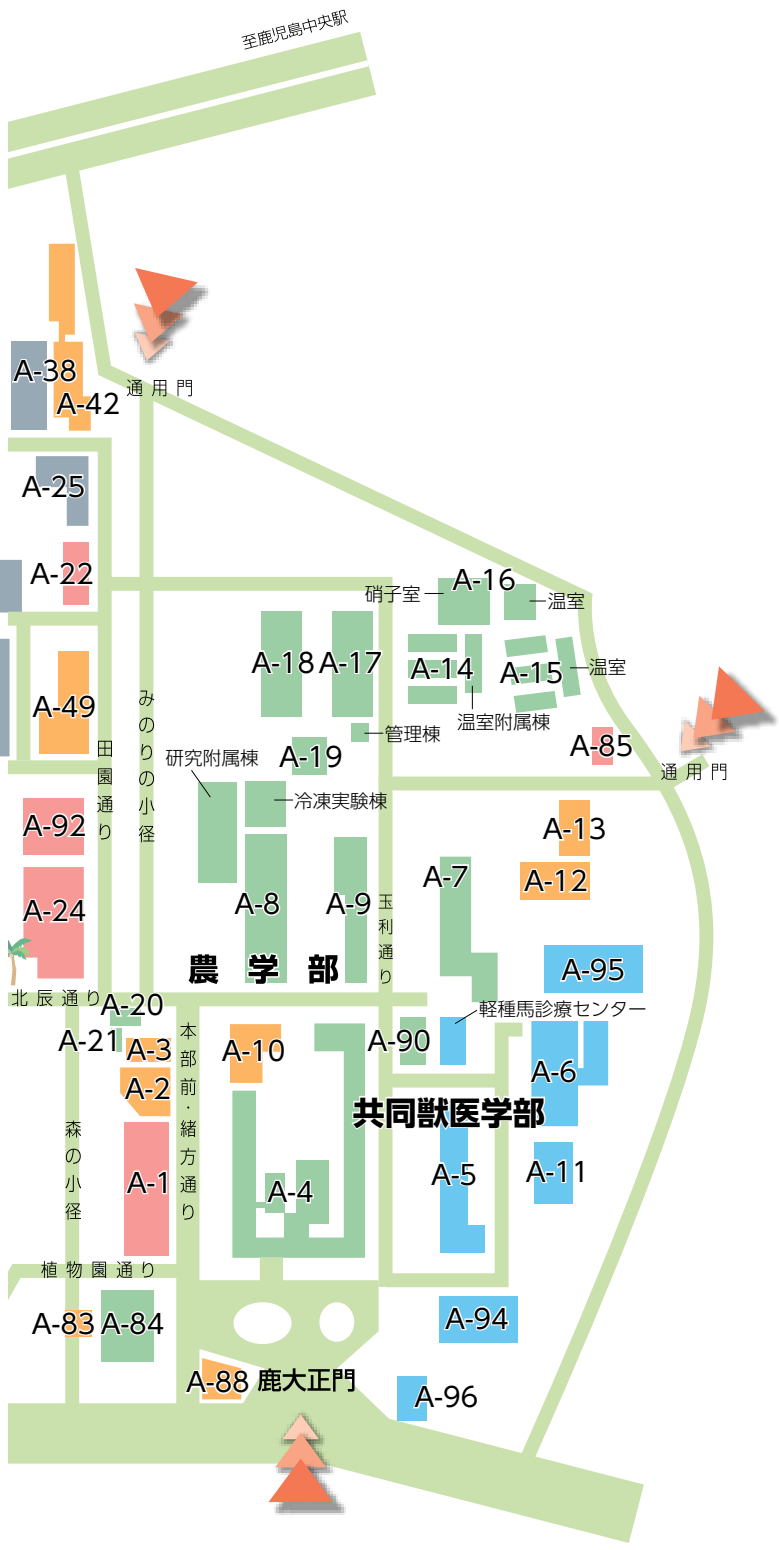 至鹿児島中央駅
A-38
通用門
A-42
A-25
A-22
A-16
硝子室
温室
A-18
A-17
A-14
A-15
温室
A-49
みのりの小径
温室附属棟
管理棟
A-85
田園通り
研究附属棟
A-19
通用門
冷凍実験棟
A-92
A-13
A-7
A-12
A-24
A-8
A-9
玉利通り
農学部
A-95
北辰通り
A-20
軽種馬診療センター
A-21
A-3
本部前・緒方通り
A-10
A-90
A-2
A-6
共同獣医学部
森の小径
A-1
A-4
A-5
A-11
植物園通り
A-83
A-84
A-94
A-88
鹿大正門
A-96